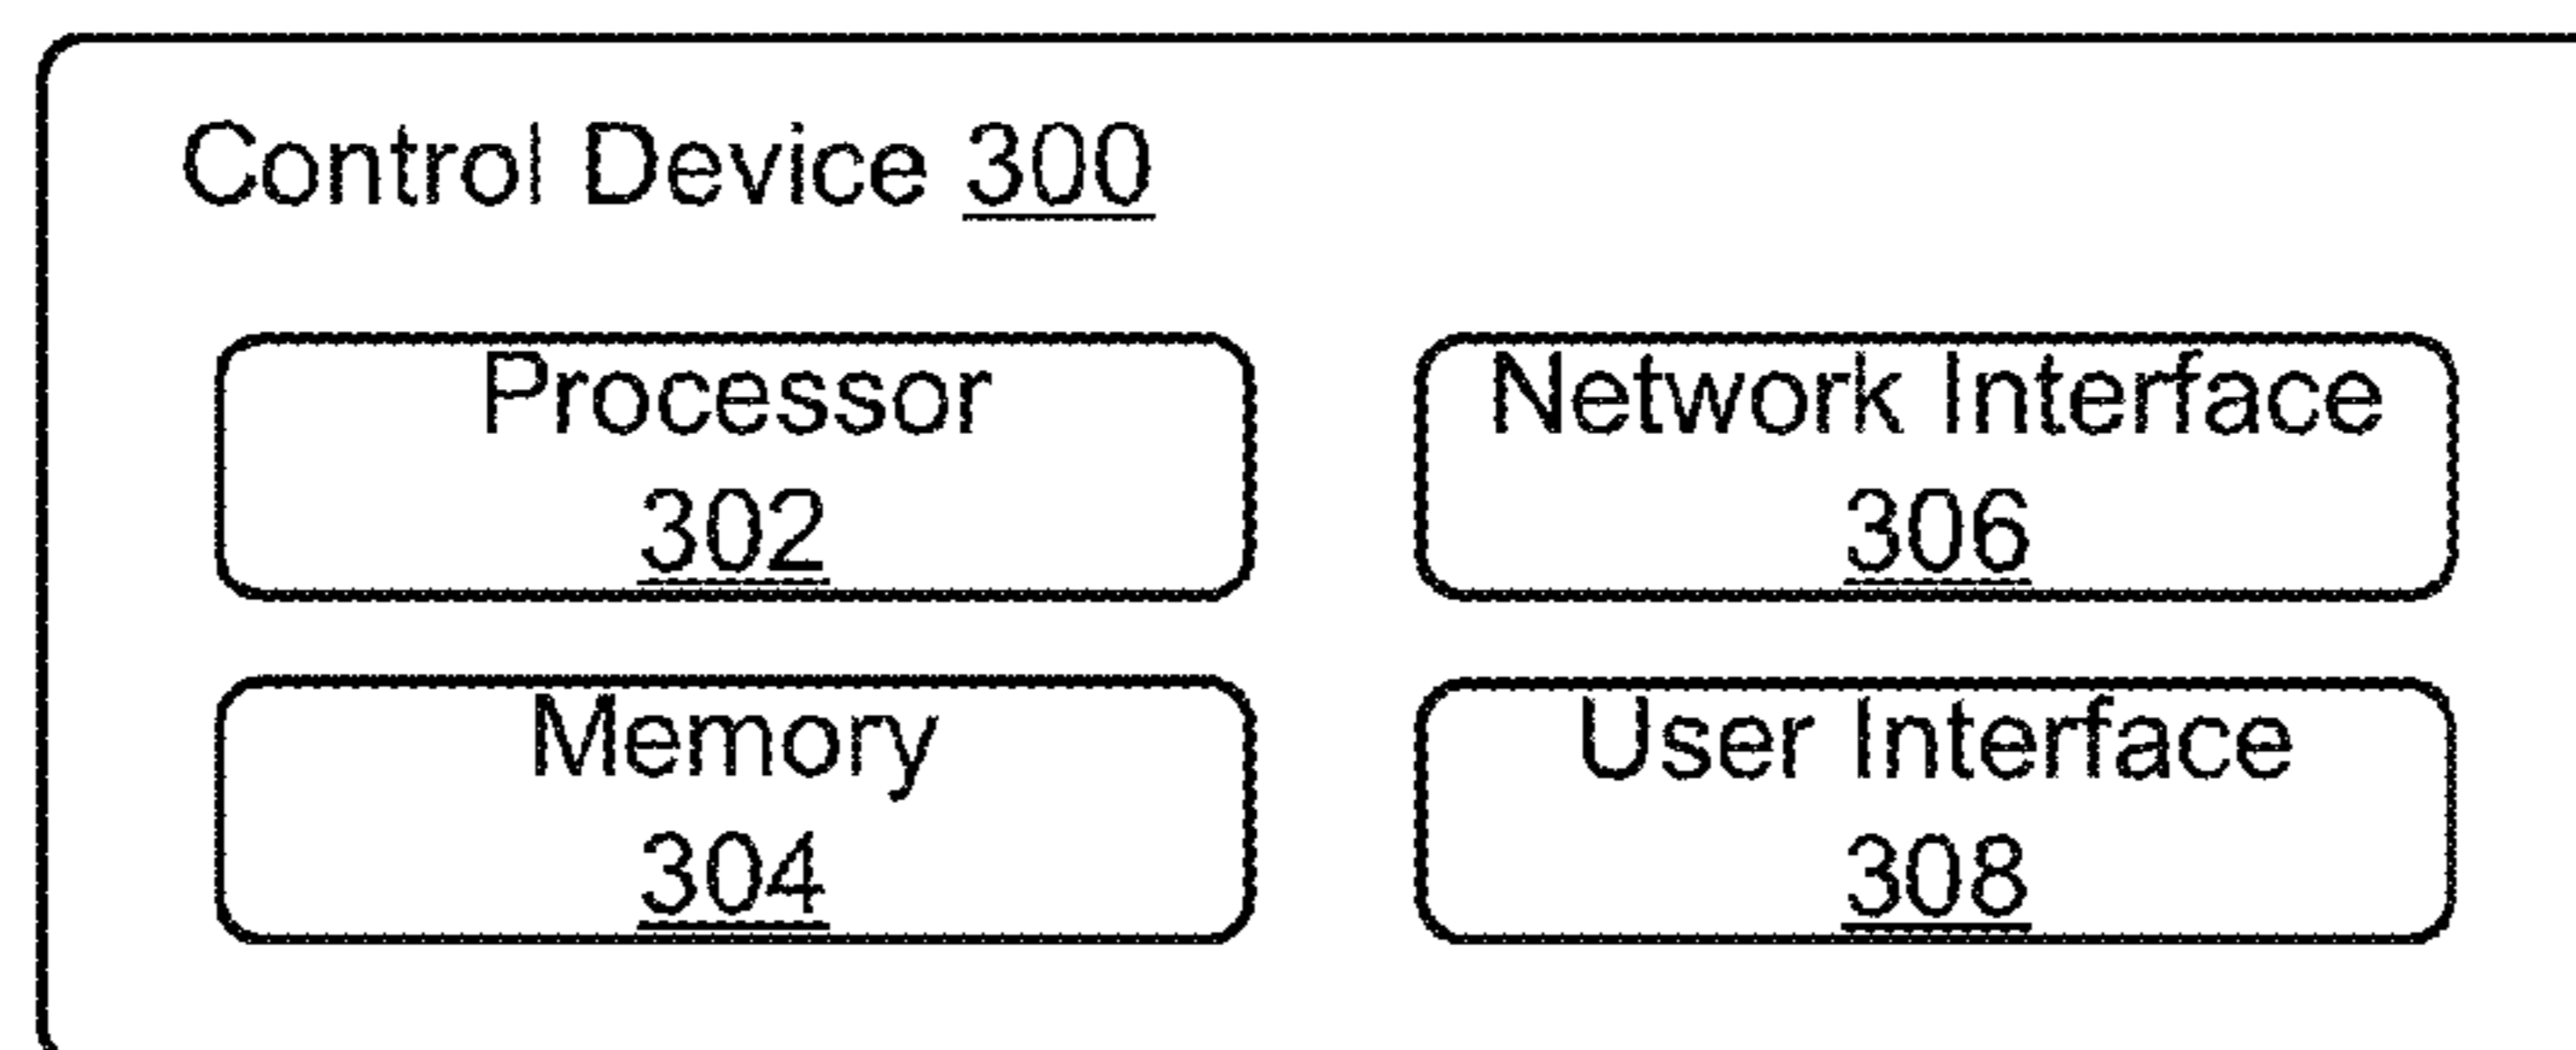 Control Device 300
Processor
302
Network Interface
306
Memory
304
User Interface
308